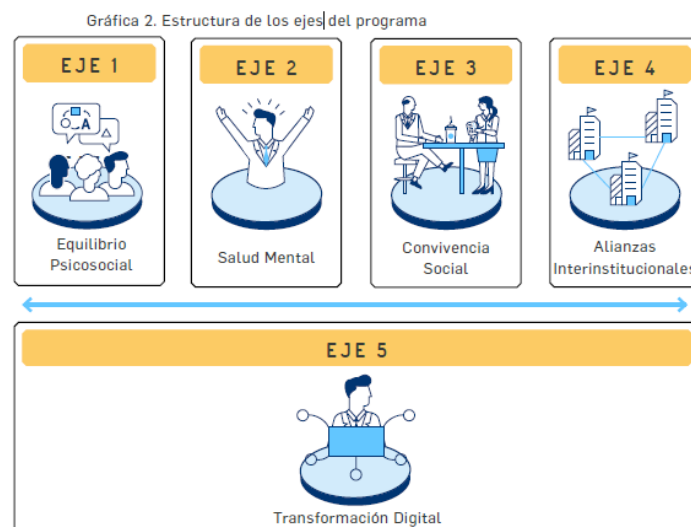 Gráfica 2. Estructura de los ejes del programa
EJE 1
EJE 2
EJE 3
EJE 4
A
Equilibrio
Psicosocial
Salud Mental
Convivencia
Social
Alianzas
Interinstitucionales
EJE 5
Transformación Digital